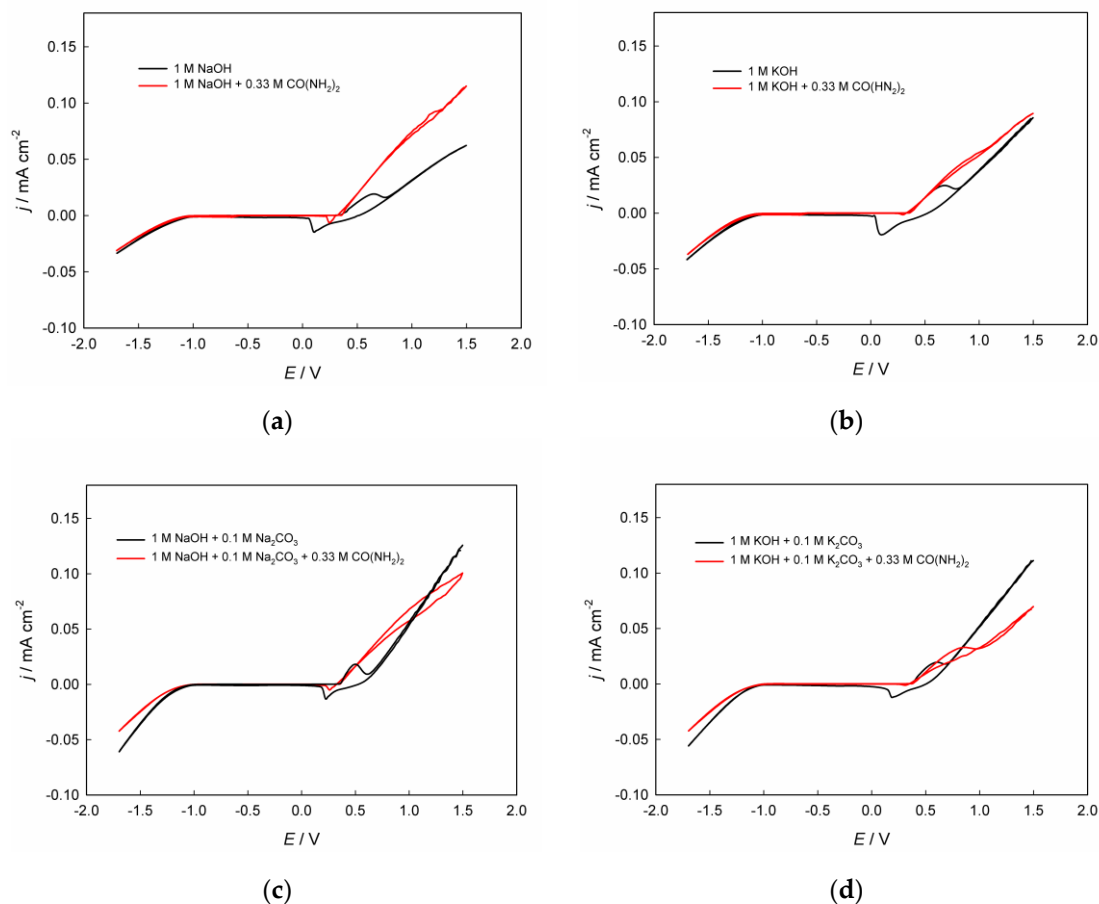 0.15
0.10
0.05
0.00
-0.05
-0.10
j / mA cm⁻²
1 M NaOH
1 M NaOH + 0.33 M CO(NH₂)₂
-2.0 -1.5 -1.0 -0.5 0.0 0.5 1.0 1.5 2.0
E / V
(a)
0.15
0.10
0.05
0.00
-0.05
-0.10
j / mA cm⁻²
1 M KOH
1 M KOH + 0.33 M CO(HN₂)₂
-2.0 -1.5 -1.0 -0.5 0.0 0.5 1.0 1.5 2.0
E / V
(b)
0.15
0.10
0.05
0.00
-0.05
-0.10
j / mA cm⁻²
1 M NaOH + 0.1 M Na₂CO₃
1 M NaOH + 0.1 M Na₂CO₃ + 0.33 M CO(NH₂)₂
-2.0 -1.5 -1.0 -0.5 0.0 0.5 1.0 1.5 2.0
E / V
(c)
0.15
0.10
0.05
0.00
-0.05
-0.10
j / mA cm⁻²
1 M KOH + 0.1 M K₂CO₃
1 M KOH + 0.1 M K₂CO₃ + 0.33 M CO(NH₂)₂
-2.0 -1.5 -1.0 -0.5 0.0 0.5 1.0 1.5 2.0
E / V
(d)